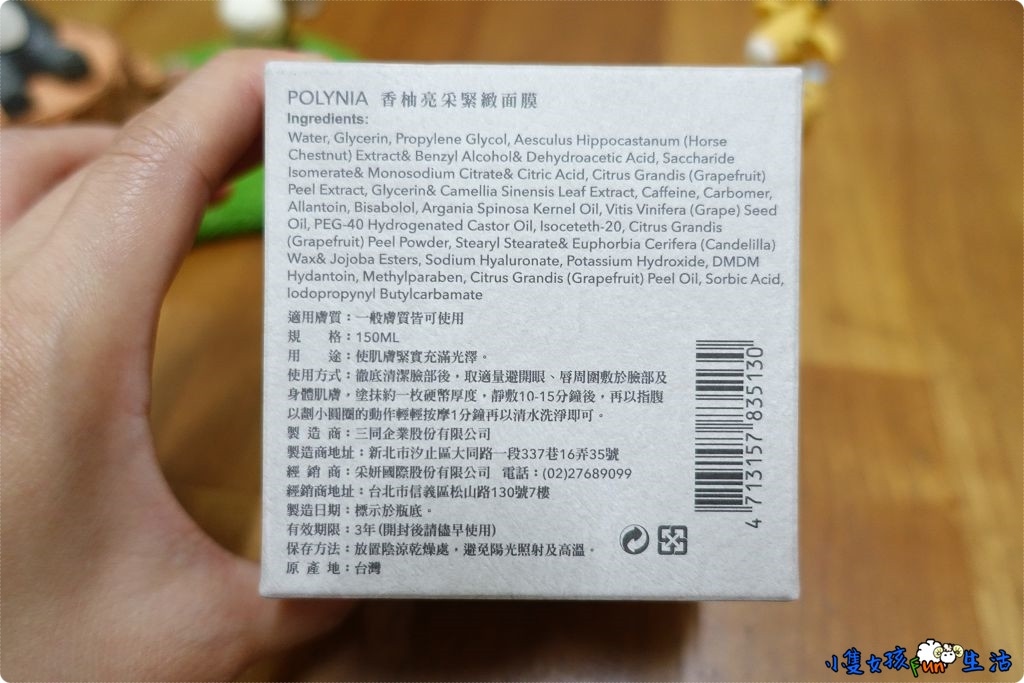 POLYNIA 香柚亮采緊緻面膜
Ingredients:
Water, Glycerin, Propylene Glycol, Aesculus Hippocastanum (Horse
Chestnut) Extract& Benzyl Alcohol& Dehydroacetic Acid, Saccharide
Isomerate& Monosodium Citrate& Citric Acid, Citrus Grandis (Grapefruit)
Peel Extract, Glycerin& Camellia Sinensis Leaf Extract, Caffeine, Carbomer,
Allantoin, Bisabolol, Argania Spinosa Kernel Oil, Vitis Vinifera (Grape) Seed
Oil, PEG-40 Hydrogenated Castor Oil, Isoceteth-20, Citrus Grandis
(Grapefruit) Peel Powder, Stearyl Stearate& Euphorbia Cerifera (Candelilla)
Wax& Jojoba Esters, Sodium Hyaluronate, Potassium Hydroxide, DMDM
Hydantoin, Methylparaben, Citrus Grandis (Grapefruit) Peel Oil, Sorbic Acid,
Iodopropynyl Butylcarbamate
適用膚質：一般膚質皆可使用
規　　格：150ML
用　　途：使肌膚緊實充滿光澤。
使用方式：徹底清潔臉部後，取適量避開眼、唇周圍敷於臉部及
身體肌膚，塗抹約一枚硬幣厚度，靜敷10-15分鐘後，再以指腹
以劃小圓圈的動作輕輕按摩1分鐘再以清水洗淨即可。
製 造 商：三同企業股份有限公司
製造商地址：新北市汐止區大同路一段337巷16弄35號
經 銷 商：采妍國際股份有限公司 電話：(02)27689099
經銷商地址：台北市信義區松山路130號7樓
製造日期：標示於瓶底。
有效期限：3年(開封後請儘早使用)
保存方法：放置陰涼乾燥處，避免陽光照射及高溫。
原 產 地：台灣
4 713157 835130
小隻女孩Fun生活